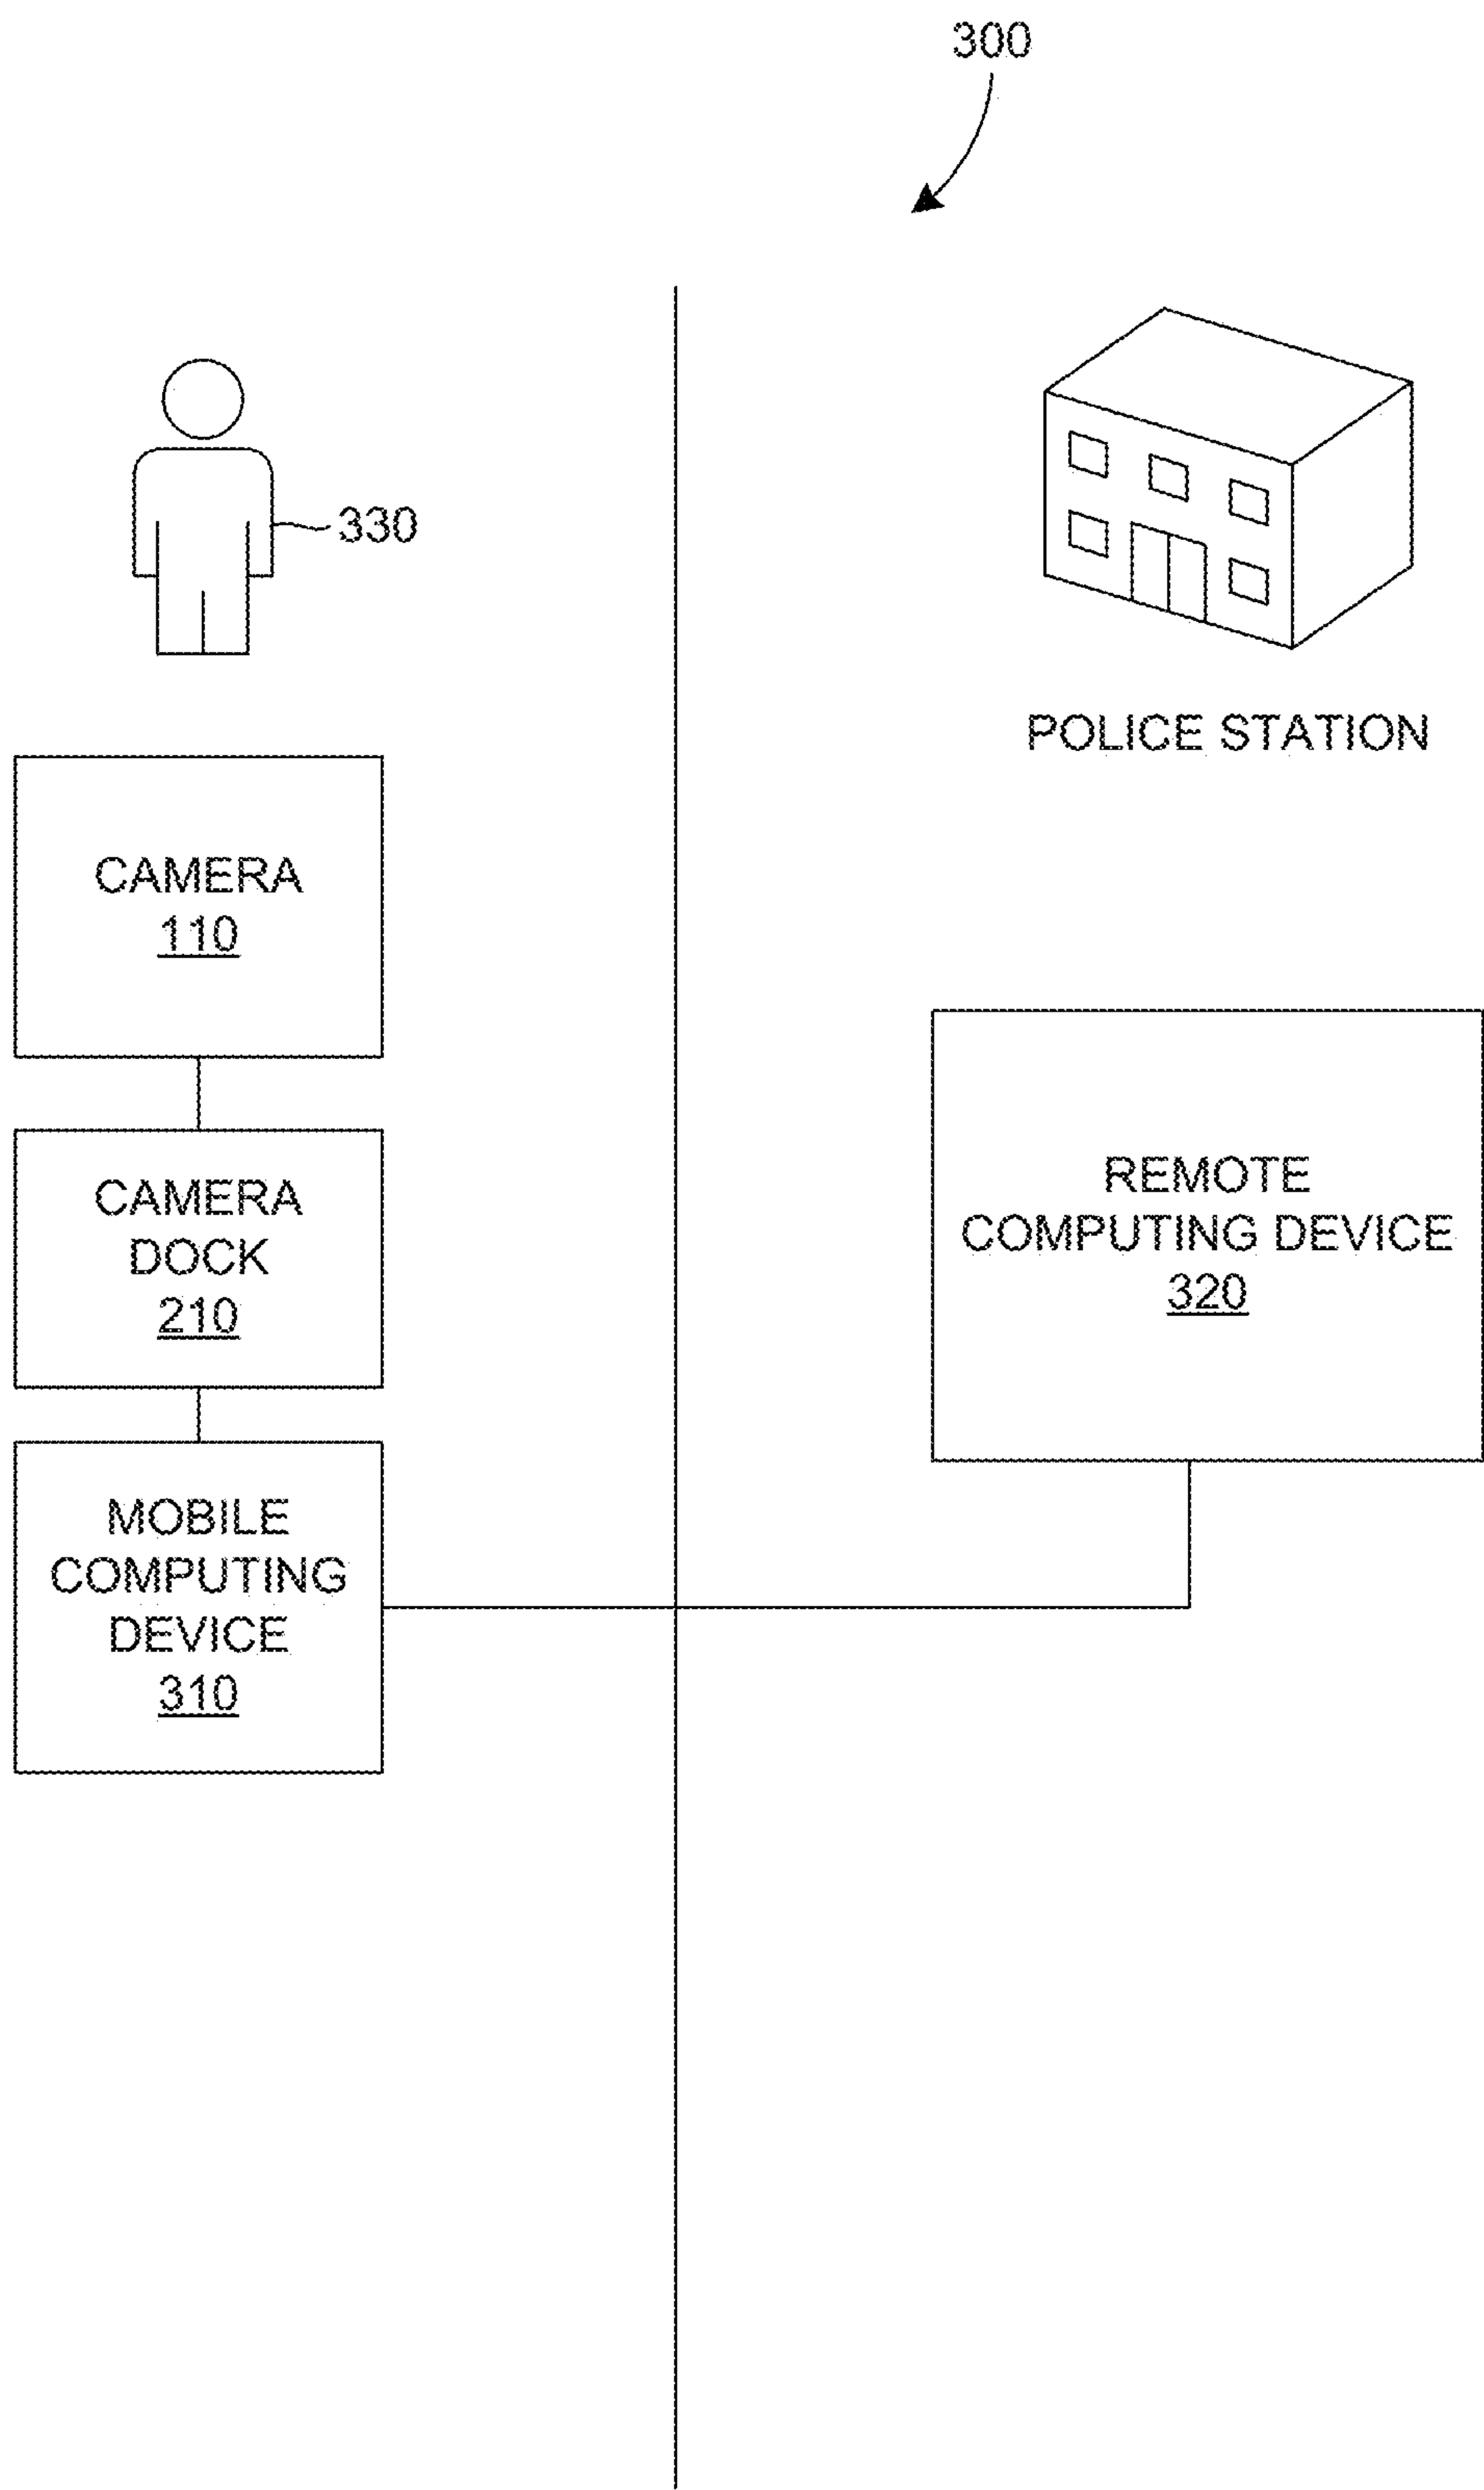 300
330
POLICE STATION
CAMERA
110
CAMERA
DOCK
210
REMOTE
COMPUTING DEVICE
320
MOBILE
COMPUTING
DEVICE
310